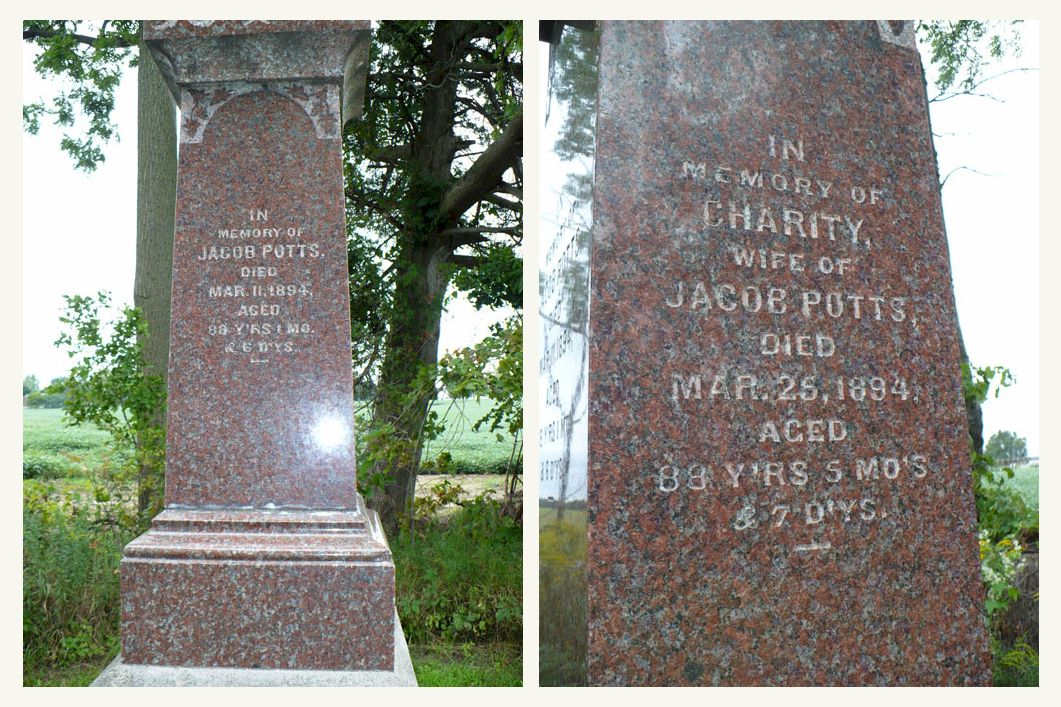 IN
MEMORY OF
JACOB POTTS,
DIED
MAR. 11, 1894,
AGED
88 Y'RS 1 MO.
& 6 D'YS.
IN
MEMORY OF
CHARITY,
WIFE OF
JACOB POTTS,
DIED
MAR. 25, 1894,
AGED
88 Y'RS 5 MO'S
& 7 D'YS.